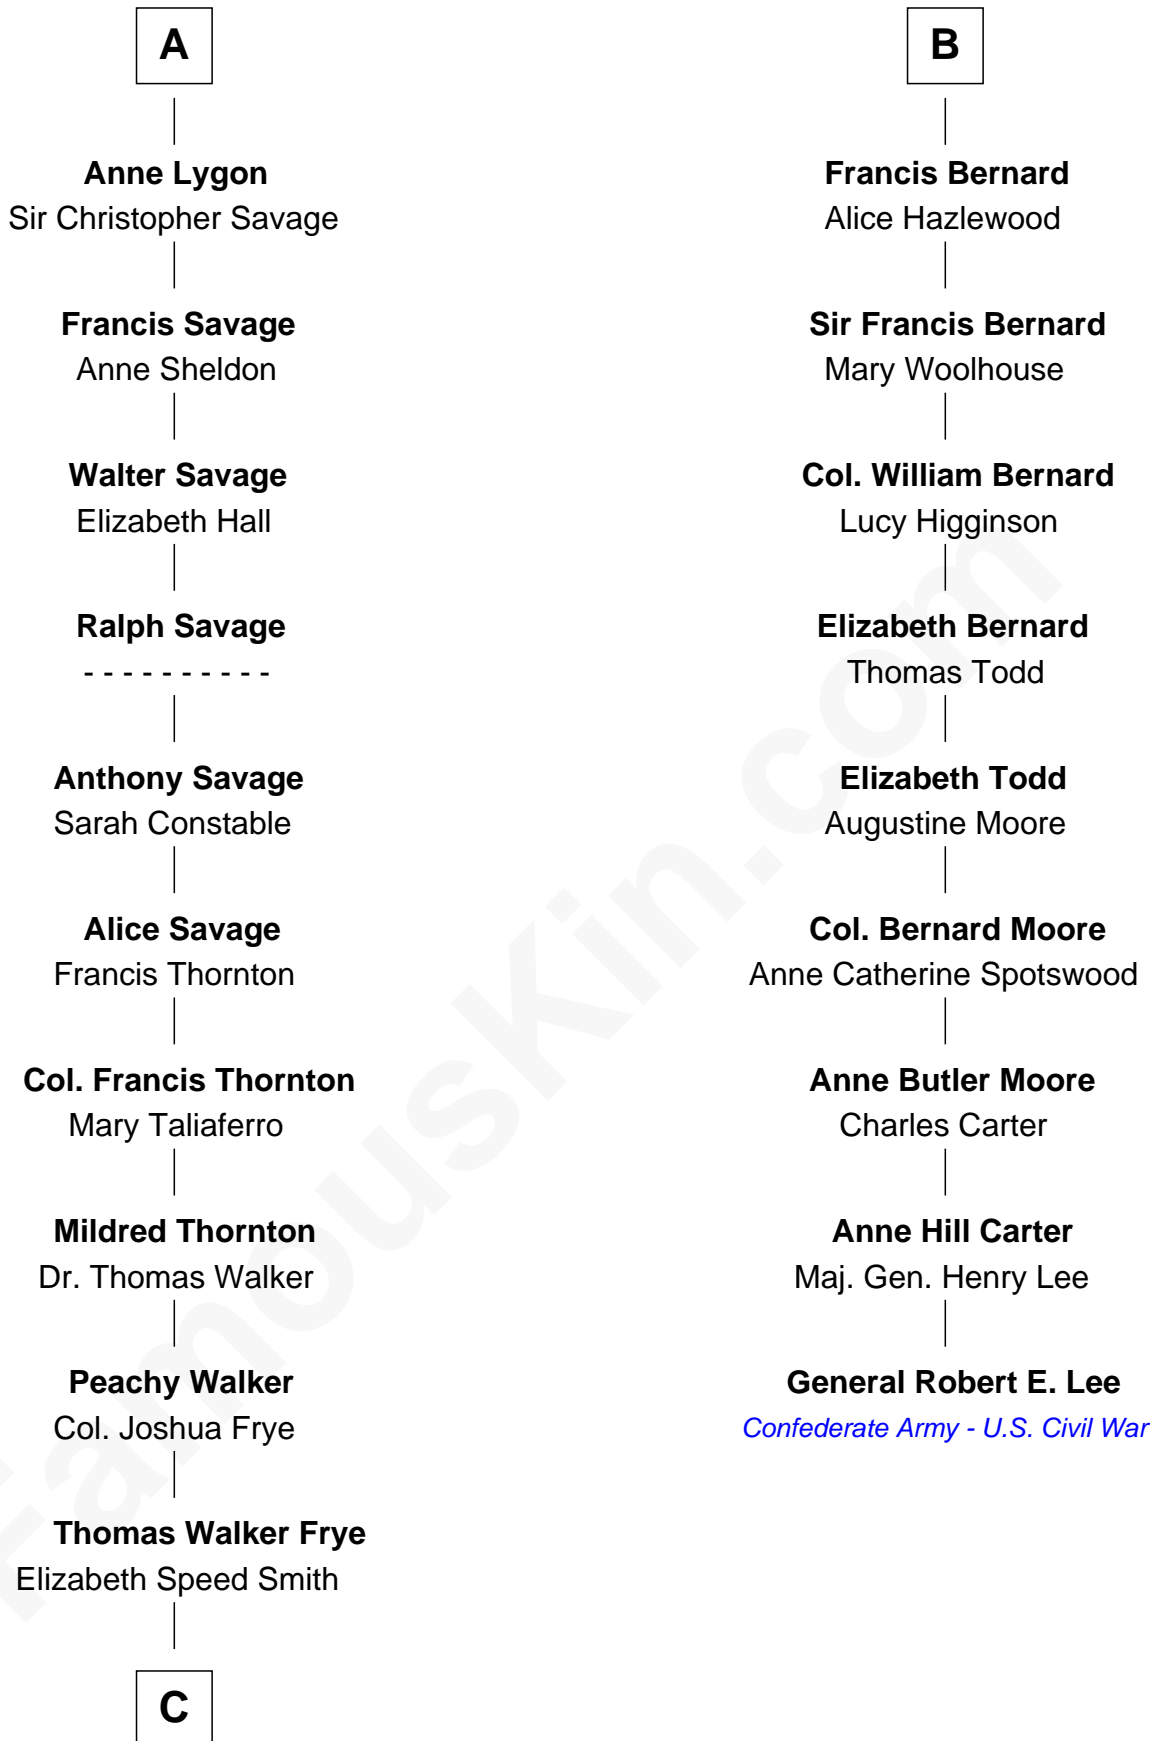 A
Anne Lygon
Sir Christopher Savage
Francis Savage
Anne Sheldon
Walter Savage
Elizabeth Hall
Ralph Savage
- - - - - - - - - -
Anthony Savage
Sarah Constable
Alice Savage
Francis Thornton
Col. Francis Thornton
Mary Taliaferro
Mildred Thornton
Dr. Thomas Walker
Peachy Walker
Col. Joshua Frye
Thomas Walker Frye
Elizabeth Speed Smith
C
B
Francis Bernard
Alice Hazlewood
Sir Francis Bernard
Mary Woolhouse
Col. William Bernard
Lucy Higginson
Elizabeth Bernard
Thomas Todd
Elizabeth Todd
Augustine Moore
Col. Bernard Moore
Anne Catherine Spotswood
Anne Butler Moore
Charles Carter
Anne Hill Carter
Maj. Gen. Henry Lee
General Robert E. Lee
Confederate Army - U.S. Civil War
FamousKin.com